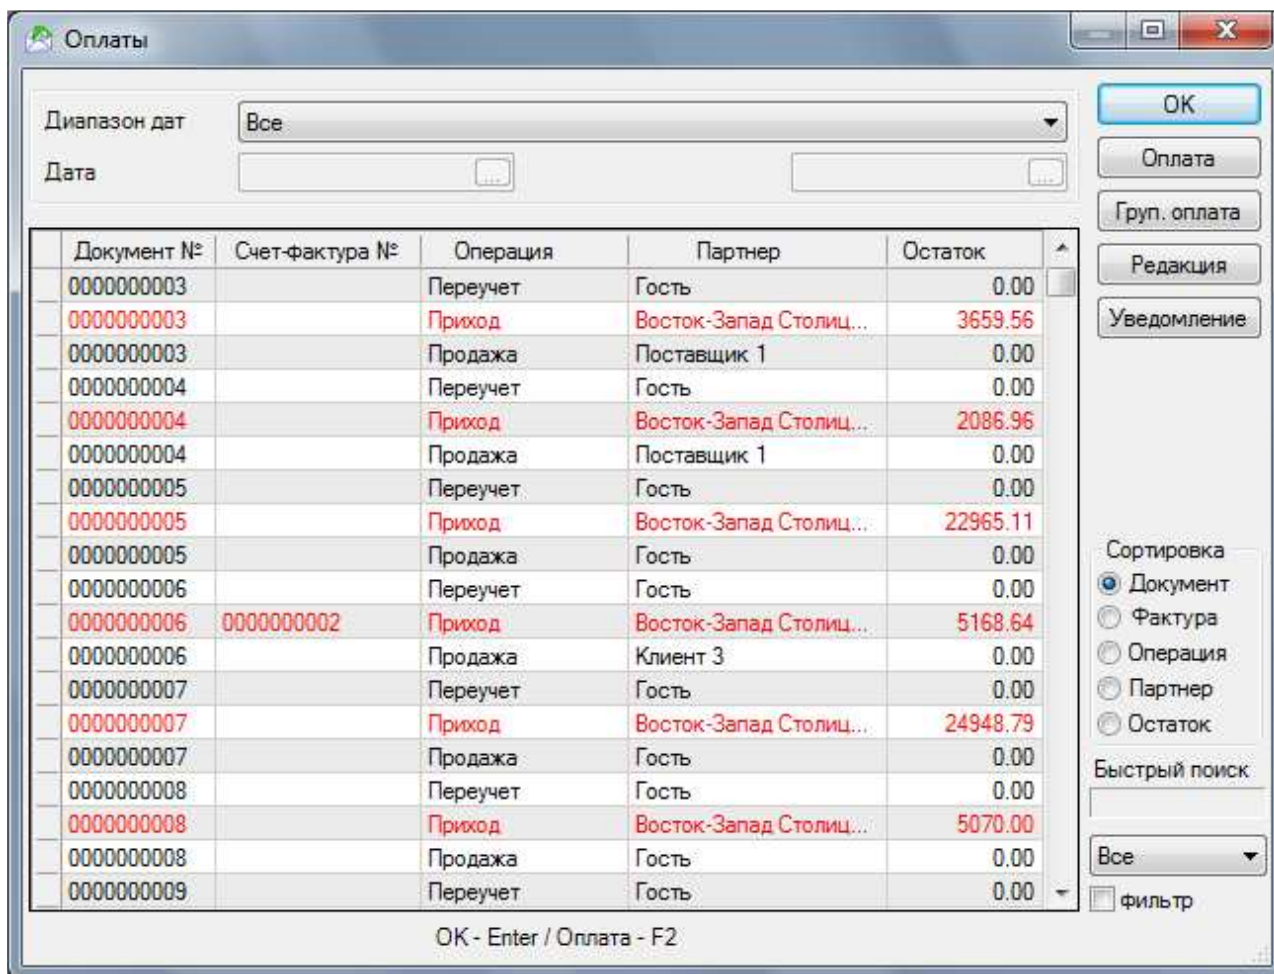 Оплаты
Диапазон дат Все
Дата ... ...
OK
Оплата
Груп. оплата
Редакция
Уведомление
Документ № Счет-фактура № Операция Партнер Остаток
0000000003 Переучет Гость 0.00
0000000003 Приход Восток-Запад Столиц... 3659.56
0000000003 Продажа Поставщик 1 0.00
0000000004 Переучет Гость 0.00
0000000004 Приход Восток-Запад Столиц... 2086.96
0000000004 Продажа Поставщик 1 0.00
0000000005 Переучет Гость 0.00
0000000005 Приход Восток-Запад Столиц... 22965.11
0000000005 Продажа Гость 0.00
0000000006 Переучет Гость 0.00
0000000006 0000000002 Приход Восток-Запад Столиц... 5168.64
0000000006 Продажа Клиент 3 0.00
0000000007 Переучет Гость 0.00
0000000007 Приход Восток-Запад Столиц... 24948.79
0000000007 Продажа Гость 0.00
0000000008 Переучет Гость 0.00
0000000008 Приход Восток-Запад Столиц... 5070.00
0000000008 Продажа Гость 0.00
0000000009 Переучет Гость 0.00
Сортировка
Документ
Фактура
Операция
Партнер
Остаток
Быстрый поиск
Все
фильтр
OK - Enter / Оплата - F2